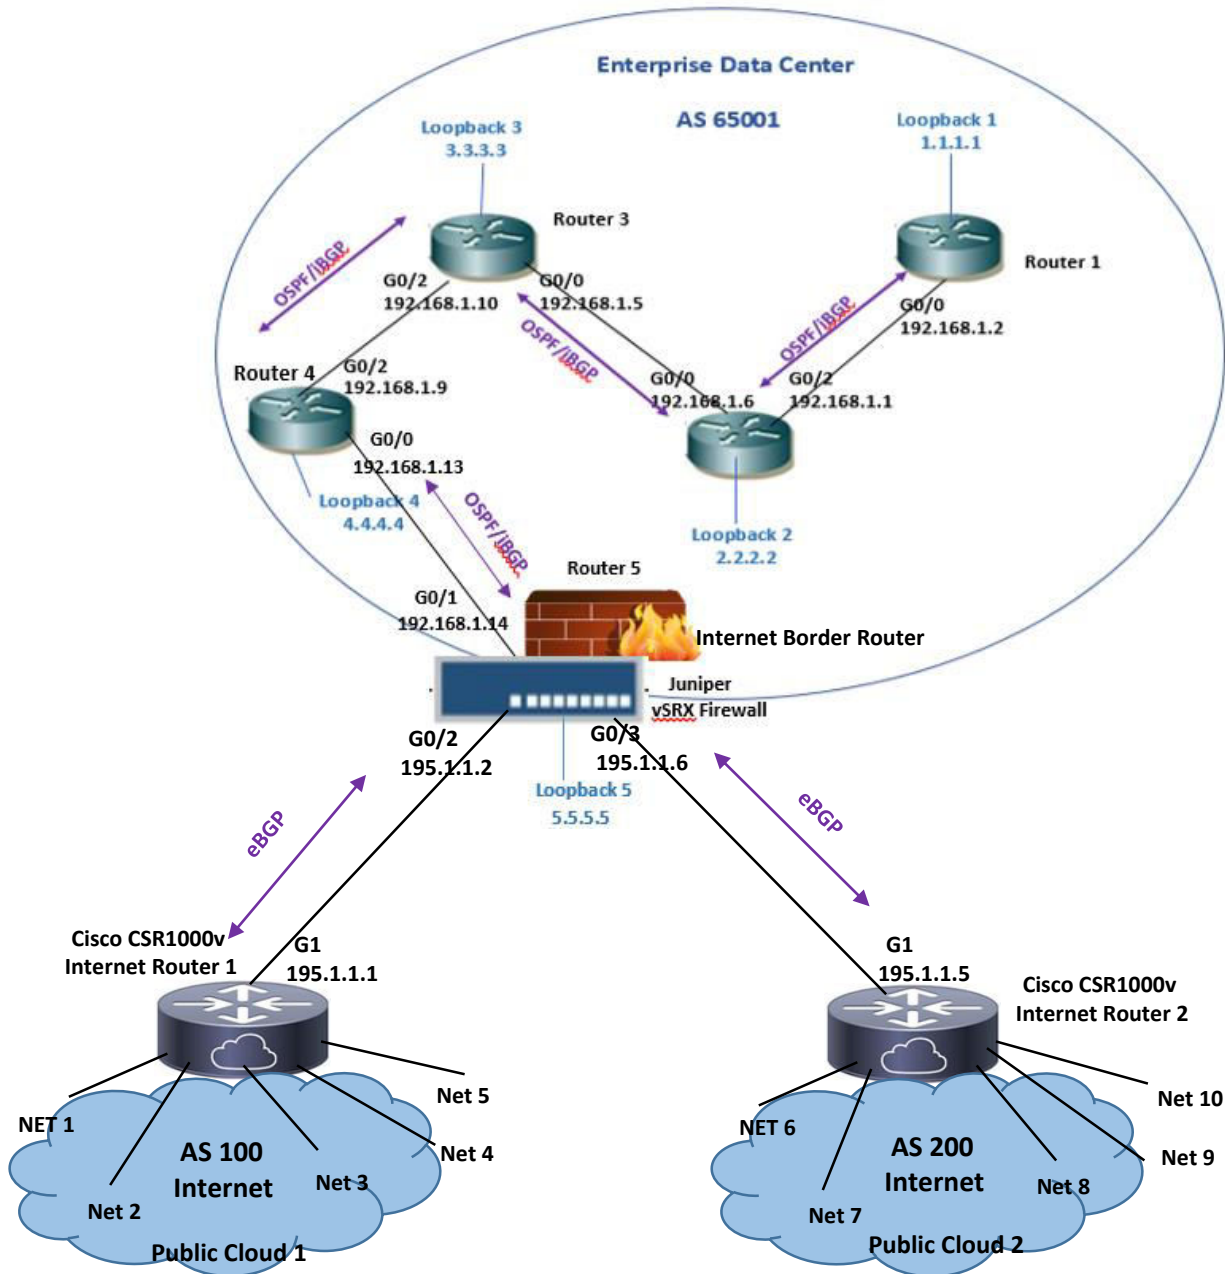 Enterprise Data Center
AS 65001
Loopback 3
3.3.3.3
Loopback 1
1.1.1.1
Router 3
Router 1
OSPF/iBGP
G0/2
192.168.1.10
G0/0
192.168.1.5
OSPF/iBGP
OSPF/iBGP
G0/0
192.168.1.2
Router 4
G0/2
192.168.1.9
G0/0
192.168.1.6
G0/2
192.168.1.1
G0/0
192.168.1.13
Loopback 4
4.4.4.4
OSPF/iBGP
Loopback 2
2.2.2.2
Router 5
G0/1
192.168.1.14
Internet Border Router
Juniper
vSRX Firewall
G0/2
195.1.1.2
G0/3
195.1.1.6
Loopback 5
5.5.5.5
eBGP
eBGP
Cisco CSR1000v
Internet Router 1
G1
195.1.1.1
G1
195.1.1.5
Cisco CSR1000v
Internet Router 2
NET 1
Net 2
Net 3
Net 4
Net 5
AS 100
Internet
Public Cloud 1
NET 6
Net 7
Net 8
Net 9
Net 10
AS 200
Internet
Public Cloud 2